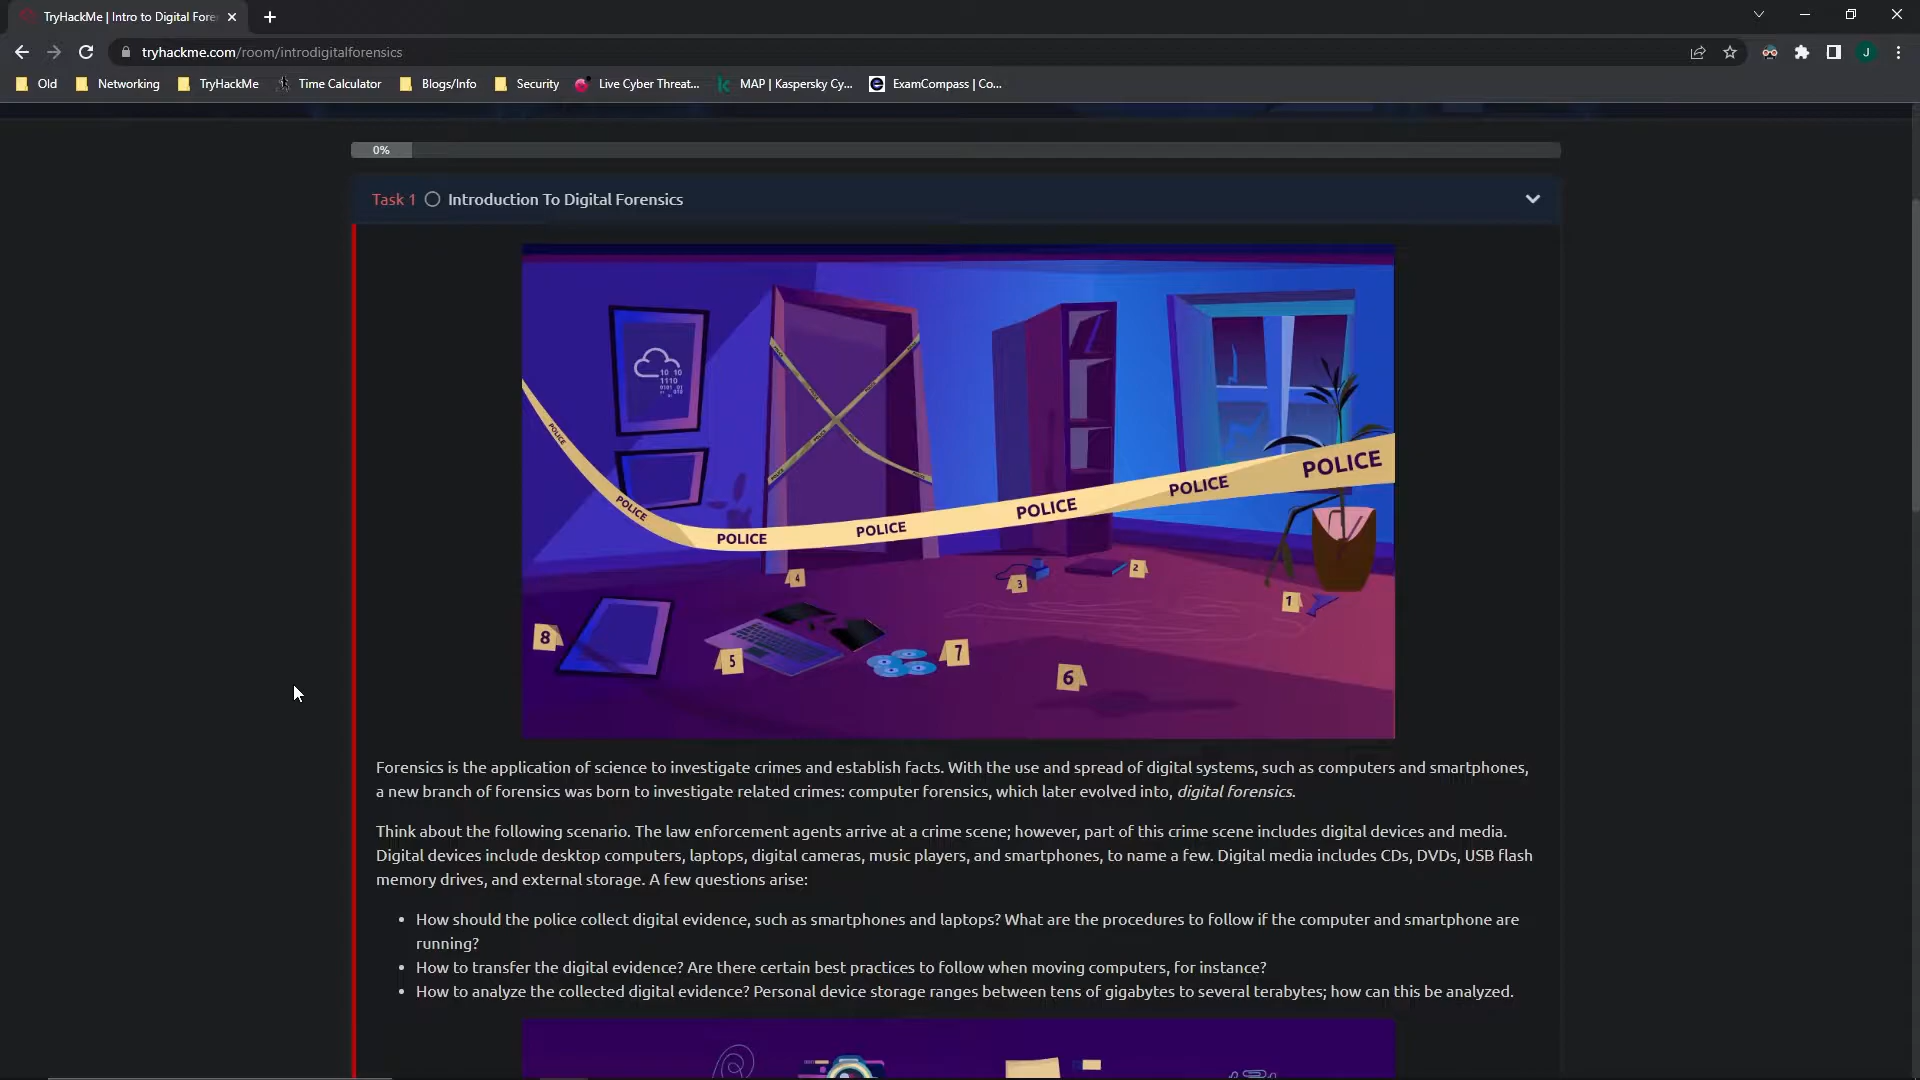 TryHackMe | Intro to Digital Fore
tryhackme.com/room/introdigitalforensics
J
Old
Networking
TryHackMe
Time Calculator
Blogs/Info
Security
Live Cyber Threat...
MAP | Kaspersky Cy...
ExamCompass | Co...
0%
Task 1 Introduction To Digital Forensics
10 10
1110
POLICE
POLICE
POLICE
POLICE
POLICE
POLICE
POLICE
4
3
2
1
8
5
7
6
Forensics is the application of science to investigate crimes and establish facts. With the use and spread of digital systems, such as computers and smartphones,
a new branch of forensics was born to investigate related crimes: computer forensics, which later evolved into, digital forensics.
Think about the following scenario. The law enforcement agents arrive at a crime scene; however, part of this crime scene includes digital devices and media.
Digital devices include desktop computers, laptops, digital cameras, music players, and smartphones, to name a few. Digital media includes CDs, DVDs, USB flash
memory drives, and external storage. A few questions arise:
• How should the police collect digital evidence, such as smartphones and laptops? What are the procedures to follow if the computer and smartphone are
running?
• How to transfer the digital evidence? Are there certain best practices to follow when moving computers, for instance?
• How to analyze the collected digital evidence? Personal device storage ranges between tens of gigabytes to several terabytes; how can this be analyzed.